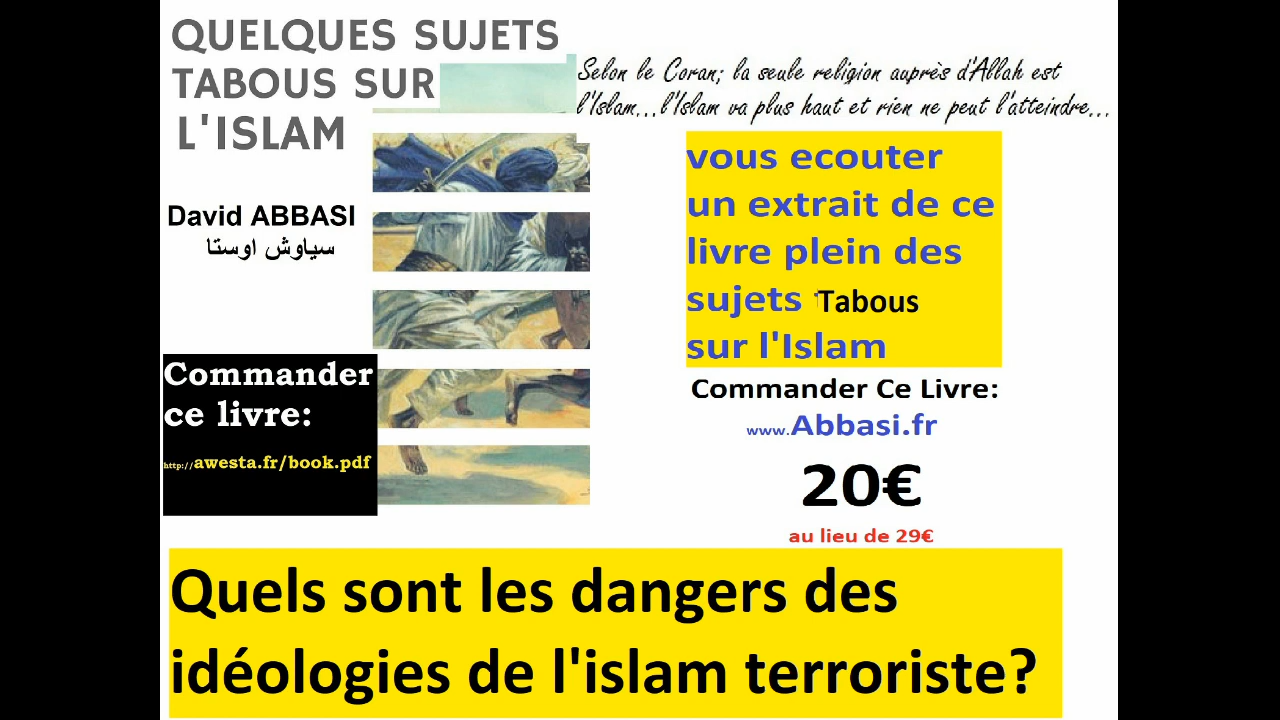 QUELQUES SUJETS
TABOUS SUR
L'ISLAM
Selon le Coran; la seule religion auprès d'Allah est
l'Islam...l'Islam va plus haut et rien ne peut l'atteindre...
David ABBASI
سیاوش اوستا
vous ecouter
un extrait de ce
livre plein des
sujets Tabous
sur l'Islam
Commander
ce livre:
http://awesta.fr/book.pdf
Commander Ce Livre:
www.Abbasi.fr
20€
au lieu de 29€
Quels sont les dangers des
idéologies de l'islam terroriste?